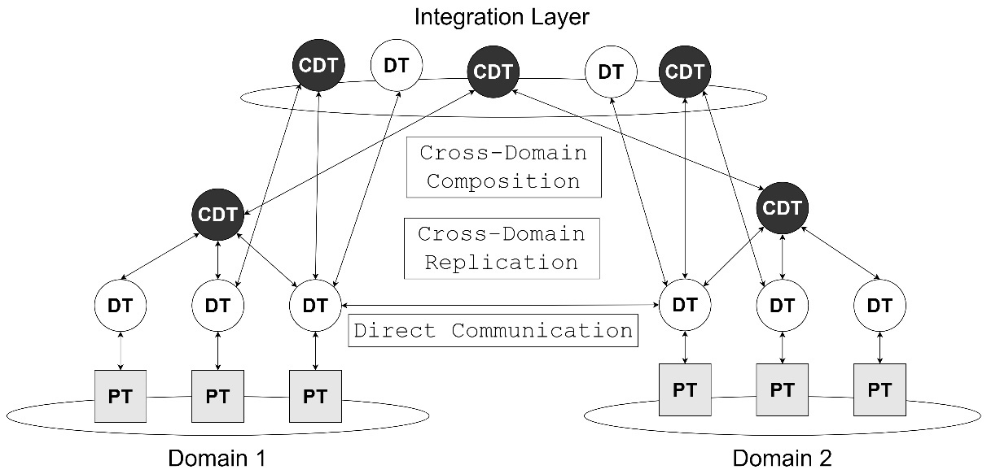 Integration Layer
CDT DT CDT DT CDT
Cross-Domain
Composition
CDT CDT
Cross-Domain
Replication
DT DT DT DT DT DT
Direct Communication
PT PT PT PT PT PT
Domain 1 Domain 2